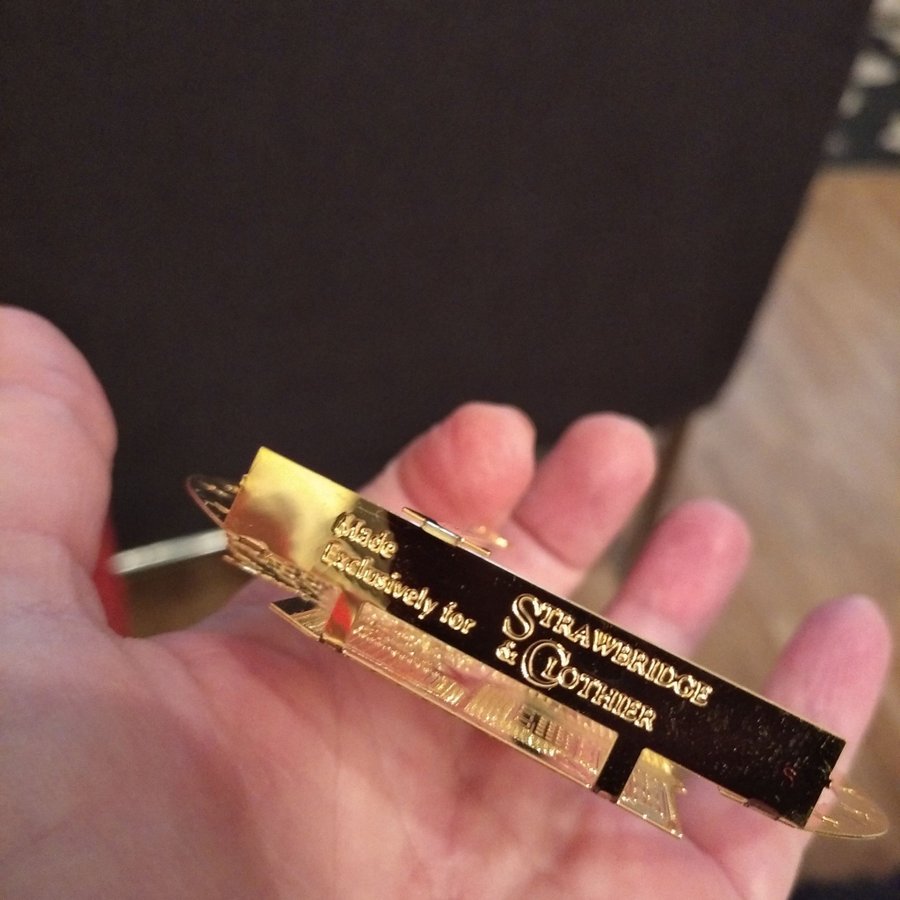 Made
Exclusively for
STRAWBRIDGE
& CLOTHIER